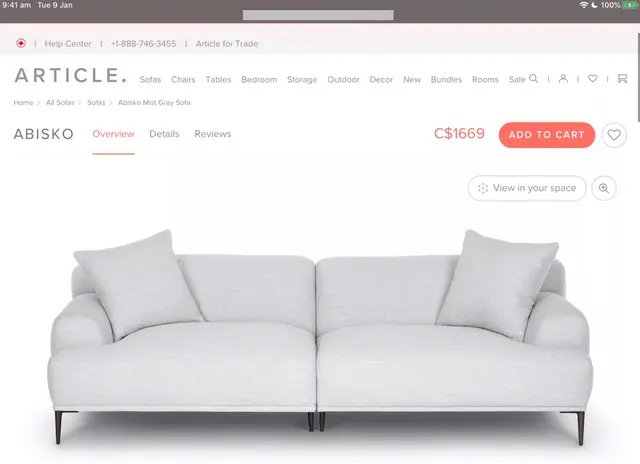 9:41 am Tue 9 Jan
100%
| Help Center | +1-888-746-3455 | Article for Trade
ARTICLE. Sofas Chairs Tables Bedroom Storage Outdoor Decor New Bundles Rooms Sale
Home > All Sofas > Sofas > Abisko Mist Gray Sofa
ABISKO Overview Details Reviews C$1669 ADD TO CART
View in your space